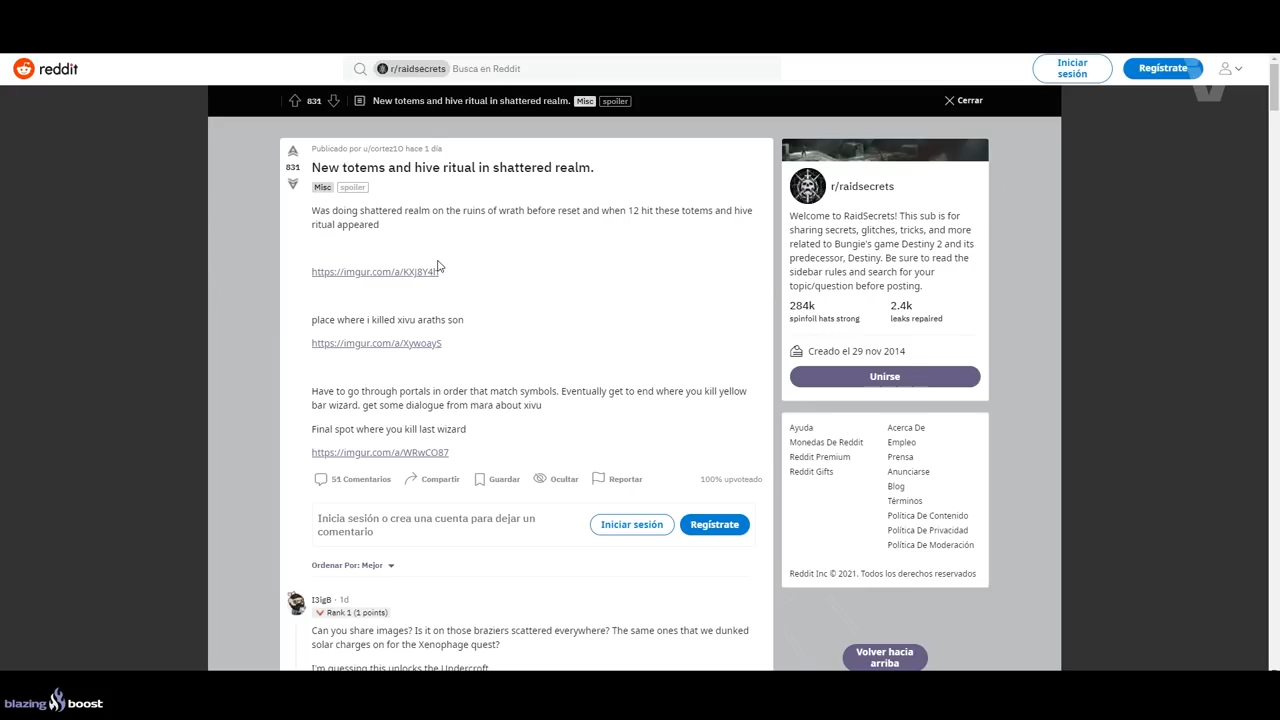 reddit
r/raidsecrets Busca en Reddit
Iniciar sesión
Regístrate
831 New totems and hive ritual in shattered realm. Misc spoiler
Cerrar
Publicado por u/cortez1O hace 1 día
831
New totems and hive ritual in shattered realm.
Misc spoiler
Was doing shattered realm on the ruins of wrath before reset and when 12 hit these totems and hive
ritual appeared
place where i killed xivu araths son
https://imgur.com/a/XywoayS
Have to go through portals in order that match symbols. Eventually get to end where you kill yellow
bar wizard. get some dialogue from mara about xivu
Final spot where you kill last wizard
https://imgur.com/a/WRwCO87
51 Comentarios Compartir Guardar Ocultar Reportar 100% upvoteado
Inicia sesión o crea una cuenta para dejar un
comentario
Iniciar sesión Regístrate
Ordenar Por: Mejor
I3igB · 1d
Rank 1 (1 points)
Can you share images? Is it on those braziers scattered everywhere? The same ones that we dunked
solar charges on for the Xenophage quest?
I'm guessing this unlocks the Undercroft
r/raidsecrets
Welcome to RaidSecrets! This sub is for
sharing secrets, glitches, tricks, and more
related to Bungie's game Destiny 2 and its
predecessor, Destiny. Be sure to read the
sidebar rules and search for your
topic/question before posting.
284k 2.4k
spinfoil hats strong leaks repaired
Creado el 29 nov 2014
Unirse
Ayuda Acerca De
Monedas De Reddit Empleo
Reddit Premium Prensa
Reddit Gifts Anunciarse
Blog
Términos
Política De Contenido
Política De Privacidad
Política De Moderación
Reddit Inc © 2021. Todos los derechos reservados
Volver hacia
arriba
blazing boost